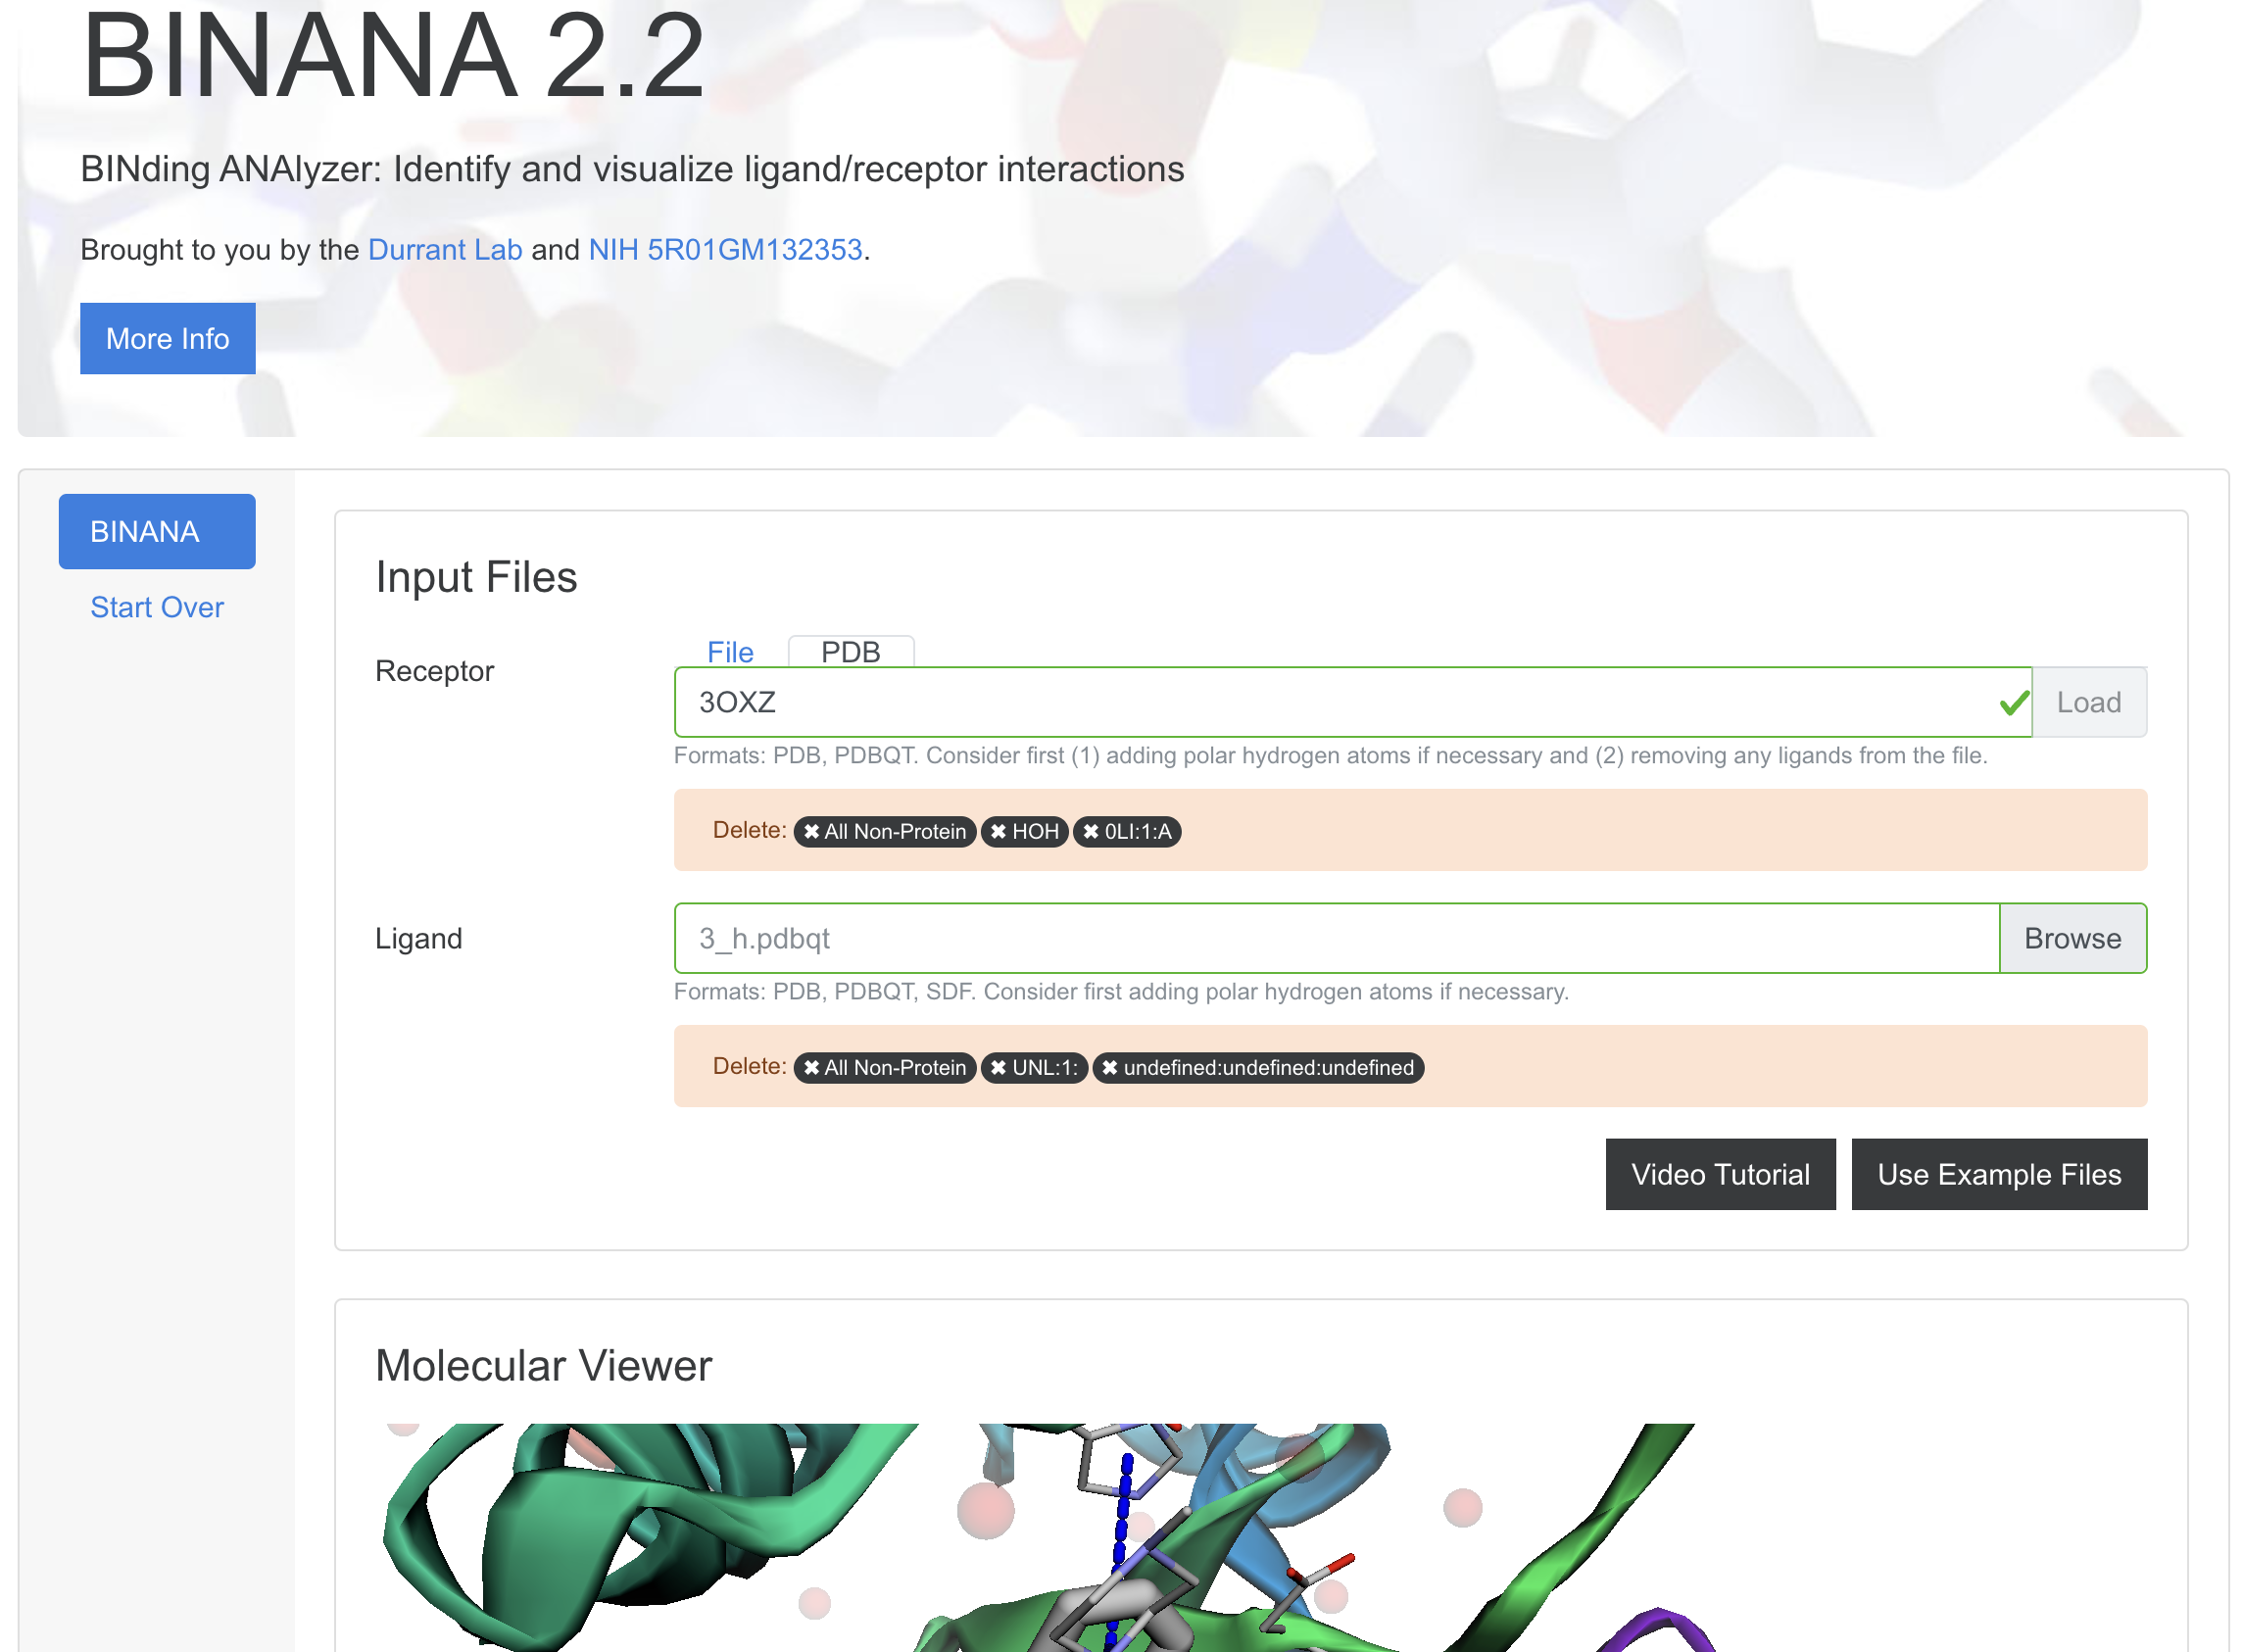 BINANA 2.2
BINding ANAlyzer: Identify and visualize ligand/receptor interactions
Brought to you by the Durrant Lab and NIH 5R01GM132353.
More Info
BINANA
Start Over
Input Files
Receptor
File PDB
3OXZ
Load
Formats: PDB, PDBQT. Consider first (1) adding polar hydrogen atoms if necessary and (2) removing any ligands from the file.
Delete: ✖ All Non-Protein ✖ HOH ✖ 0LI:1:A
Ligand
3_h.pdbqt
Browse
Formats: PDB, PDBQT, SDF. Consider first adding polar hydrogen atoms if necessary.
Delete: ✖ All Non-Protein ✖ UNL:1: ✖ undefined:undefined:undefined
Video Tutorial Use Example Files
Molecular Viewer